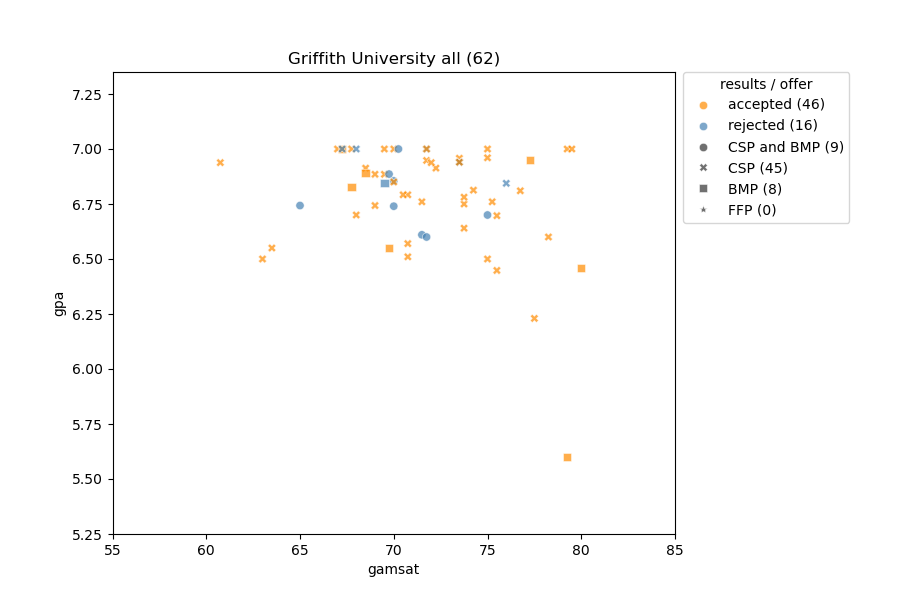 Griffith University all (62)
results / offer
accepted (46)
rejected (16)
CSP and BMP (9)
CSP (45)
BMP (8)
FFP (0)
7.25
7.00
6.75
6.50
6.25
6.00
5.75
5.50
5.25
gpa
55 60 65 70 75 80 85
gamsat